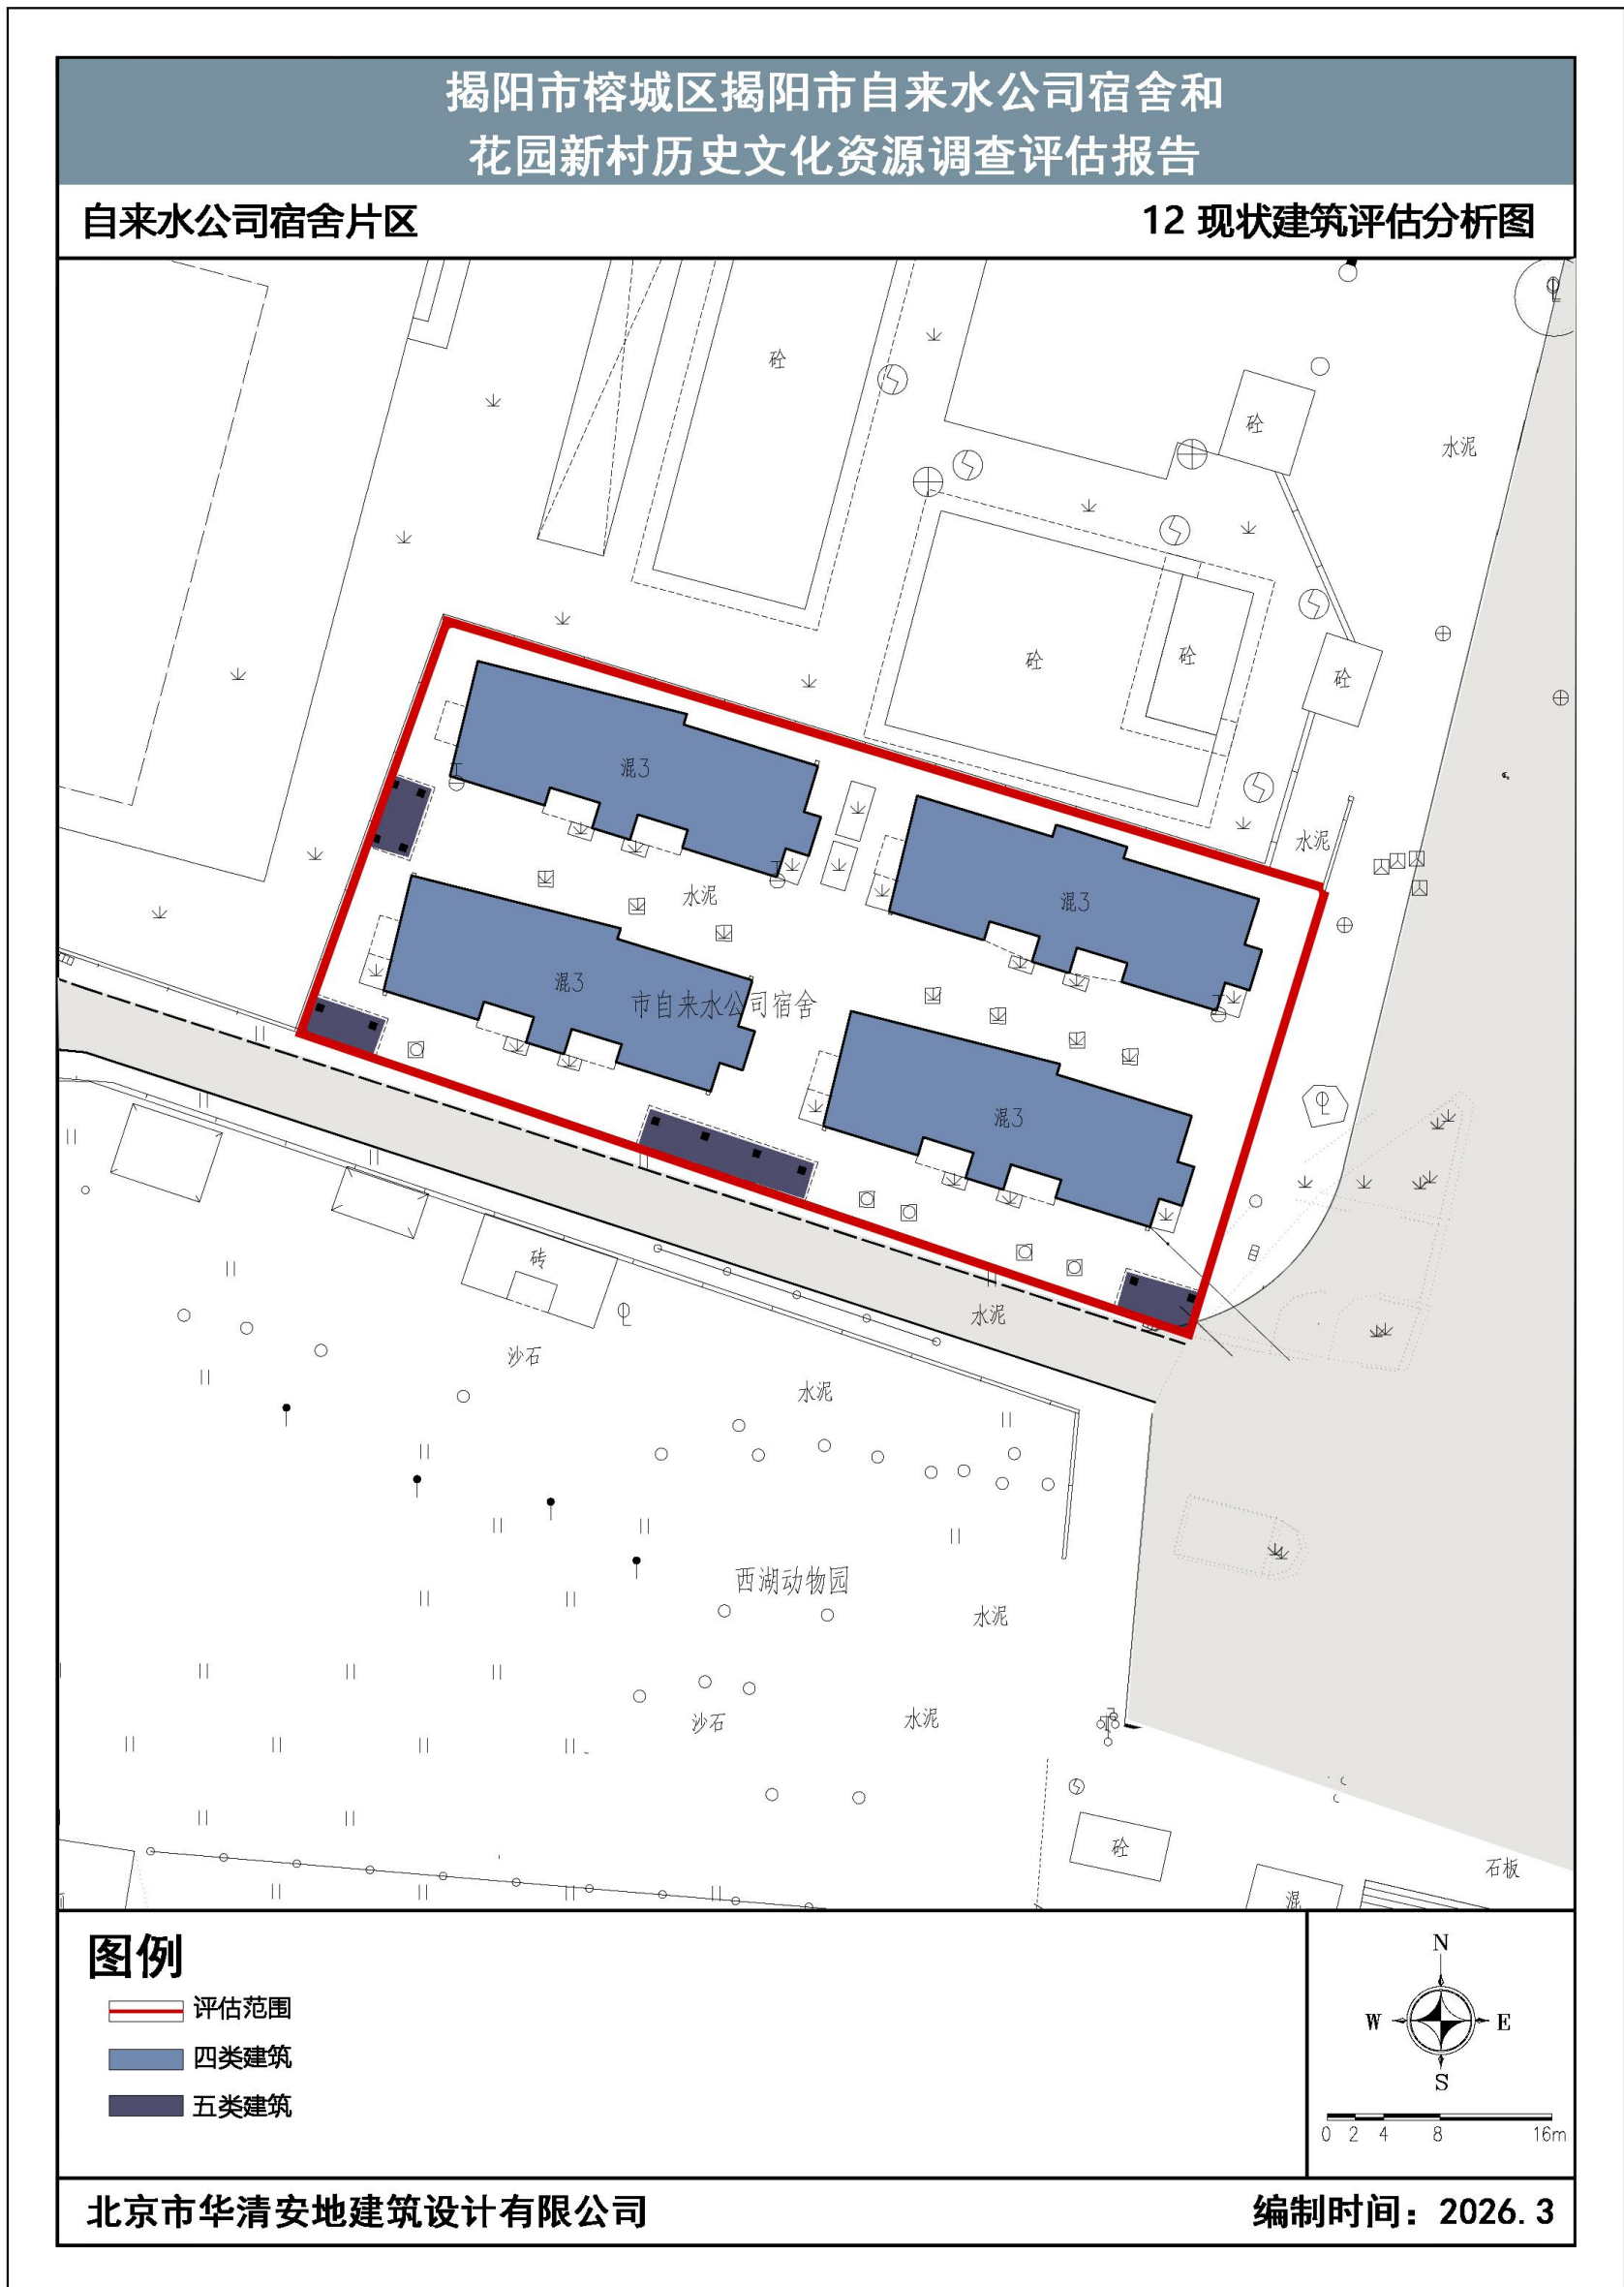 揭阳市榕城区揭阳市自来水公司宿舍和
花园新村历史文化资源调查评估报告
自来水公司宿舍片区
12 现状建筑评估分析图
砼
砼
水泥
砼
砼
砼
混3
水泥
水泥
混3
混3
市自来水公司宿舍
混3
砖
水泥
沙石
水泥
西湖动物园
水泥
沙石
水泥
砼
石板
混
图例
评估范围
四类建筑
五类建筑
N
W
E
S
0 2 4 8 16m
北京市华清安地建筑设计有限公司
编制时间：2026.3